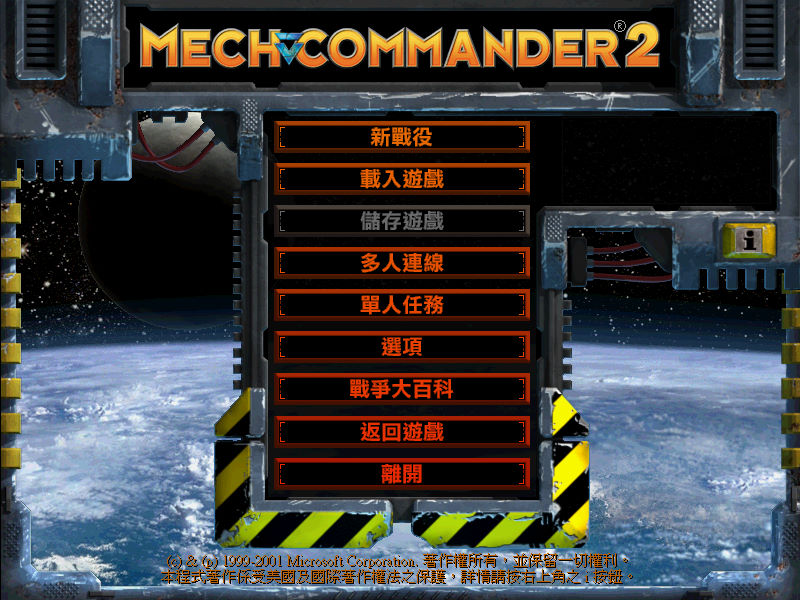 MECHCOMMANDER® 2
新戰役
載入遊戲
儲存遊戲
多人連線
單人任務
選項
戰爭大百科
返回遊戲
離開
i
(c) & (p) 1999-2001 Microsoft Corporation. 著作權所有，並保留一切權利。
本程式著作係受美國及國際著作權法之保護，詳情請按右上角之 i 按鈕。